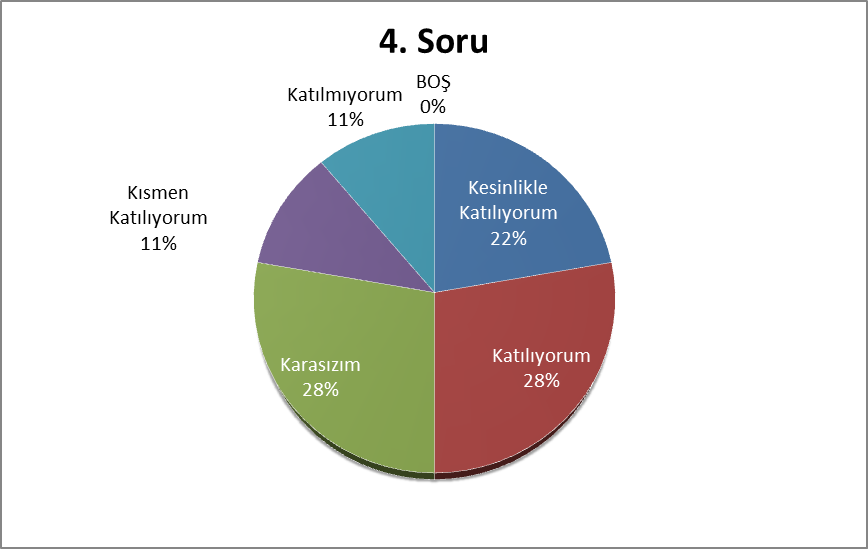 4. Soru
BOŞ
0%
Katılmıyorum
11%
Kesinlikle
Katılıyorum
22%
Kısmen
Katılıyorum
11%
Katılıyorum
28%
Karasızım
28%